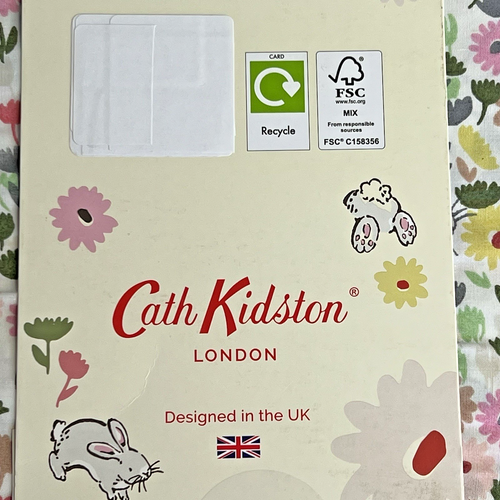 CARD
Recycle
FSC
www.fsc.org
MIX
From responsible
sources
FSC® C158356
Cath Kidston®
LONDON
Designed in the UK